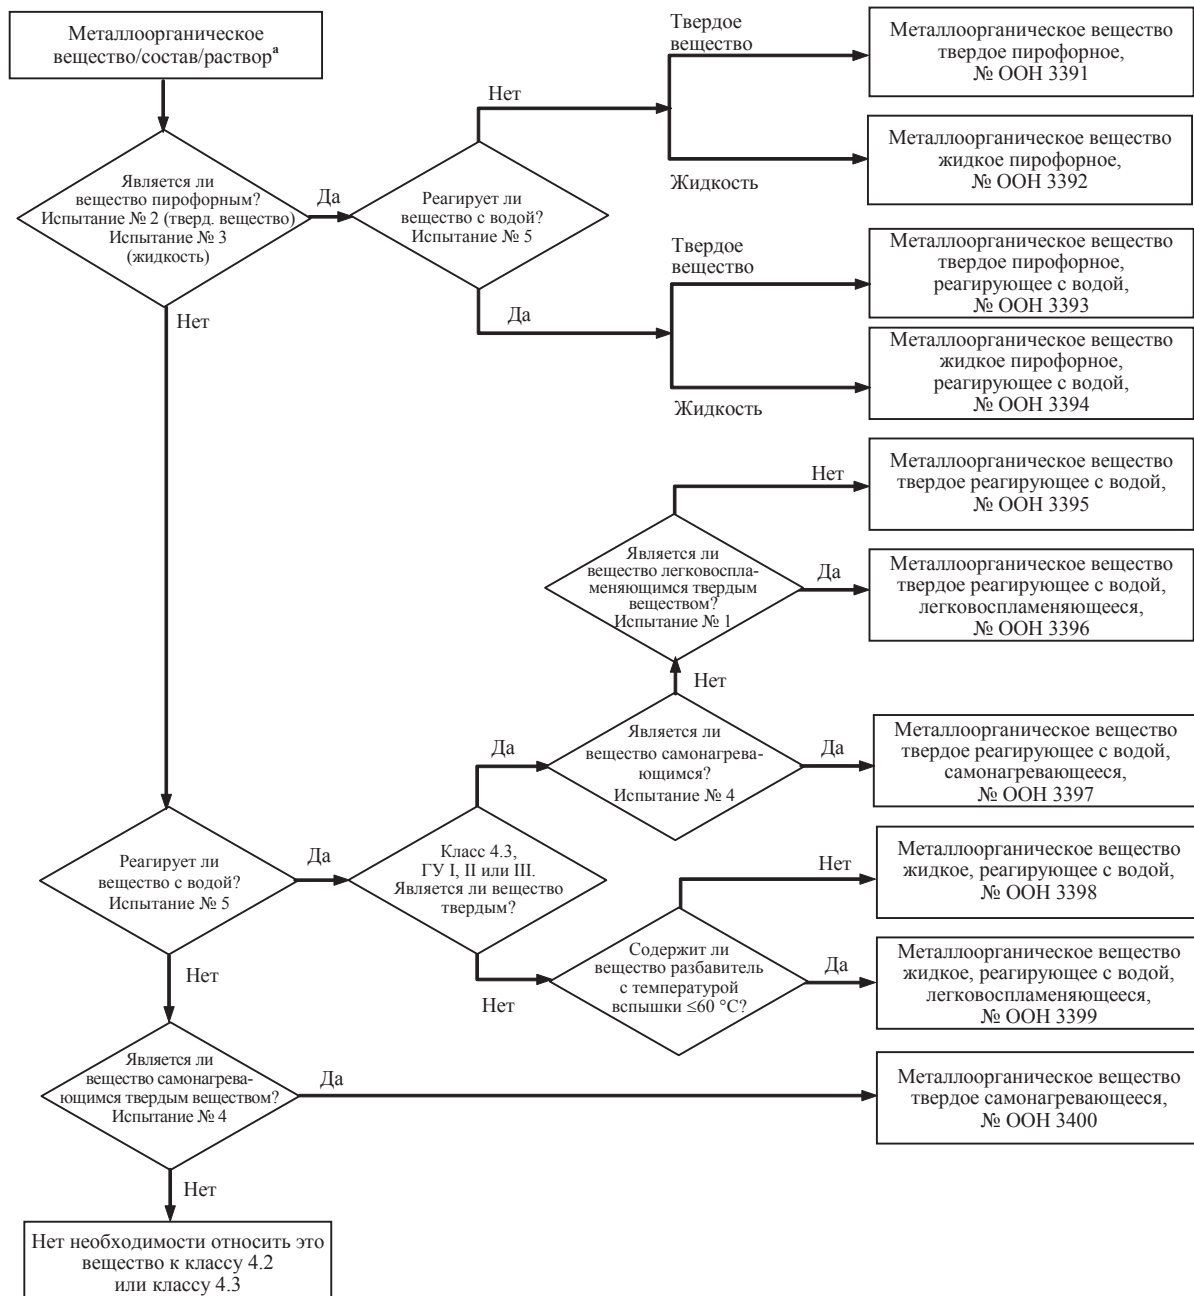 Металлоорганическое
вещество/состав/растворᵃ
Является ли
вещество пирофорным?
Испытание № 2 (тверд. вещество)
Испытание № 3
(жидкость)
Да
Нет
Реагирует ли
вещество с водой?
Испытание № 5
Нет
Да
Твердое
вещество
Жидкость
Металлоорганическое вещество
твердое пирофорное,
№ ООН 3391
Металлоорганическое вещество
жидкое пирофорное,
№ ООН 3392
Твердое
вещество
Жидкость
Металлоорганическое вещество
твердое пирофорное,
реагирующее с водой,
№ ООН 3393
Металлоорганическое вещество
жидкое пирофорное,
реагирующее с водой,
№ ООН 3394
Нет
Металлоорганическое вещество
твердое реагирующее с водой,
№ ООН 3395
Является ли
вещество легковоспла-
меняющимся твердым
веществом?
Испытание № 1
Да
Металлоорганическое вещество
твердое реагирующее с водой,
легковоспламеняющееся,
№ ООН 3396
Нет
Является ли
вещество самонагрева-
ющимся?
Испытание № 4
Да
Да
Металлоорганическое вещество
твердое реагирующее с водой,
самонагревающееся,
№ ООН 3397
Реагирует ли
вещество с водой?
Испытание № 5
Да
Нет
Класс 4.3,
ГУ I, II или III.
Является ли вещество
твердым?
Нет
Содержит ли
вещество разбавитель
с температурой
вспышки ≤60 °C?
Нет
Да
Металлоорганическое вещество
жидкое, реагирующее с водой,
№ ООН 3398
Металлоорганическое вещество
жидкое, реагирующее с водой,
легковоспламеняющееся,
№ ООН 3399
Является ли
вещество самонагрева-
ющимся твердым веществом?
Испытание № 4
Да
Металлоорганическое вещество
твердое самонагревающееся,
№ ООН 3400
Нет
Нет необходимости относить это
вещество к классу 4.2
или классу 4.3